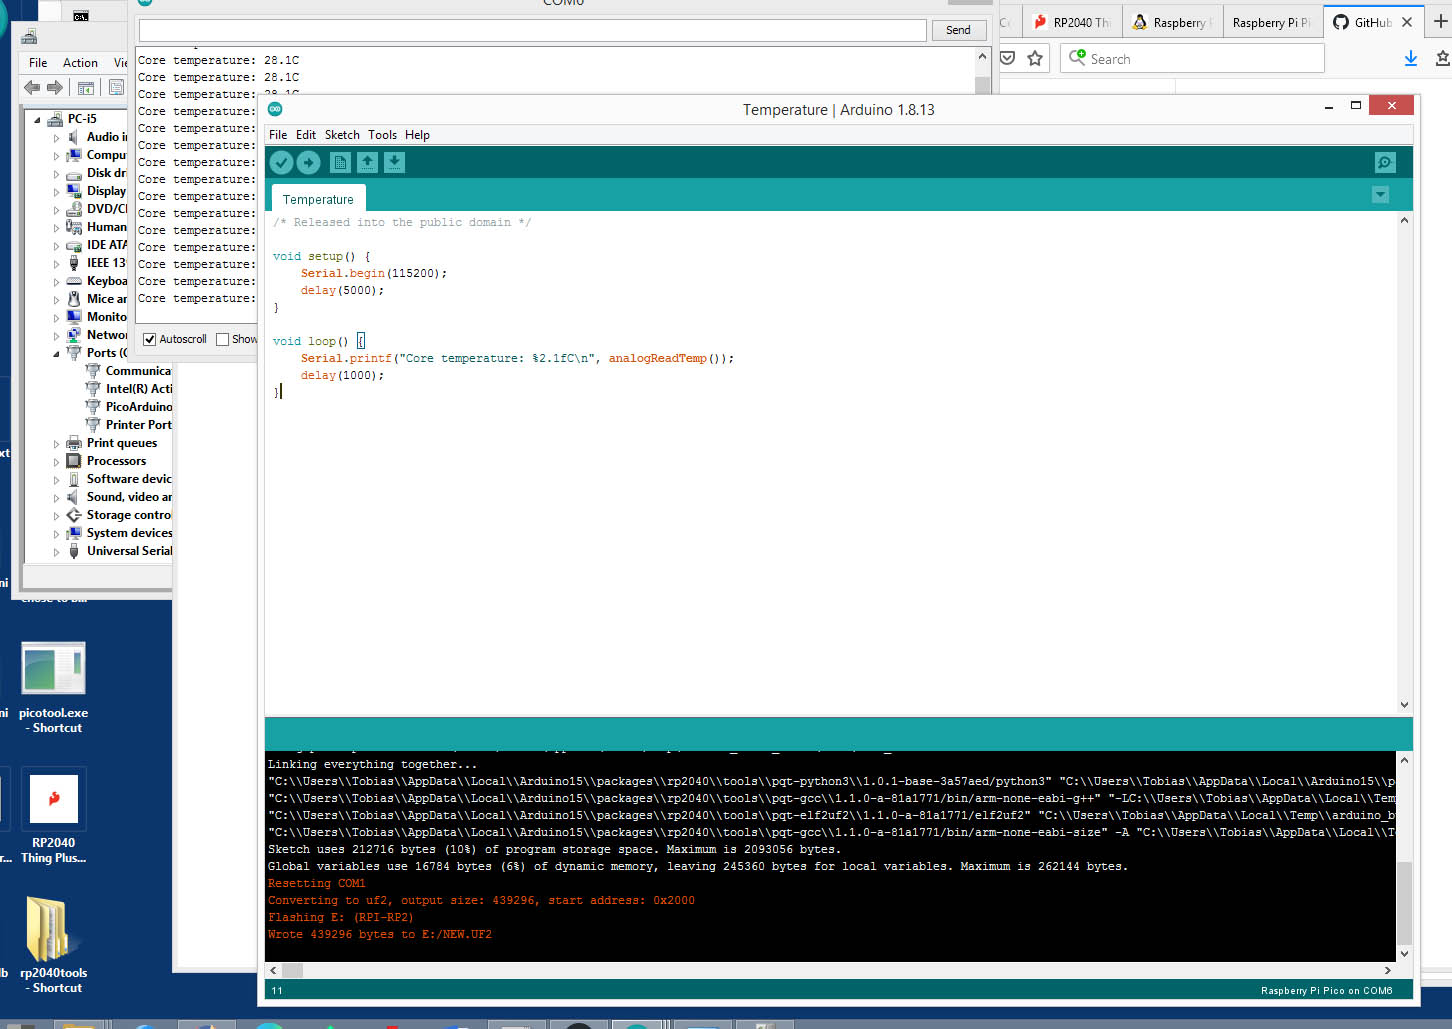 COM6
Send
Core temperature: 28.1C
Core temperature: 28.1C
Core temperature: 28.1C
Core temperature:
Core temperature:
Core temperature:
Core temperature:
Core temperature:
Core temperature:
Core temperature:
Core temperature:
Core temperature:
Core temperature:
Core temperature:
Core temperature:
Autoscroll Show
RP2040 Thi
Raspberry
Raspberry Pi Pi
GitHub
Search
File Action Vi
PC-i5
Audio i
Compu
Disk dri
Display
DVD/C
Human
IDE ATA
IEEE 13
Keyboa
Mice ar
Monito
Networ
Ports (C
Communica
Intel(R) Acti
PicoArduino
Printer Port
Print queues
Processors
Software devic
Sound, video ar
Storage contro
System devices
Universal Serial
picotool.exe
- Shortcut
RP2040
Thing Plus...
rp2040tools
- Shortcut
Temperature | Arduino 1.8.13
File Edit Sketch Tools Help
Temperature
/* Released into the public domain */
void setup() {
Serial.begin(115200);
delay(5000);
}
void loop() {
Serial.printf("Core temperature: %2.1fC\n", analogReadTemp());
delay(1000);
}
Linking everything together...
"C:\\Users\\Tobias\\AppData\\Local\\Arduino15\\packages\\rp2040\\tools\\pqt-python3\\1.0.1-base-3a57aed/python3" "C:\\Users\\Tobias\\AppData\\Local\\Arduino15\\p
"C:\\Users\\Tobias\\AppData\\Local\\Arduino15\\packages\\rp2040\\tools\\pqt-gcc\\1.1.0-a-81a1771/bin/arm-none-eabi-g++" "-LC:\\Users\\Tobias\\AppData\\Local\\Tem
"C:\\Users\\Tobias\\AppData\\Local\\Arduino15\\packages\\rp2040\\tools\\pqt-elf2uf2\\1.1.0-a-81a1771/elf2uf2" "C:\\Users\\Tobias\\AppData\\Local\\Temp\\arduino_b
"C:\\Users\\Tobias\\AppData\\Local\\Arduino15\\packages\\rp2040\\tools\\pqt-gcc\\1.1.0-a-81a1771/bin/arm-none-eabi-size" -A "C:\\Users\\Tobias\\AppData\\Local\\T
Sketch uses 212716 bytes (10%) of program storage space. Maximum is 2093056 bytes.
Global variables use 16784 bytes (6%) of dynamic memory, leaving 245360 bytes for local variables. Maximum is 262144 bytes.
Resetting COM1
Converting to uf2, output size: 439296, start address: 0x2000
Flashing E: (RPI-RP2)
Wrote 439296 bytes to E:/NEW.UF2
11
Raspberry Pi Pico on COM6